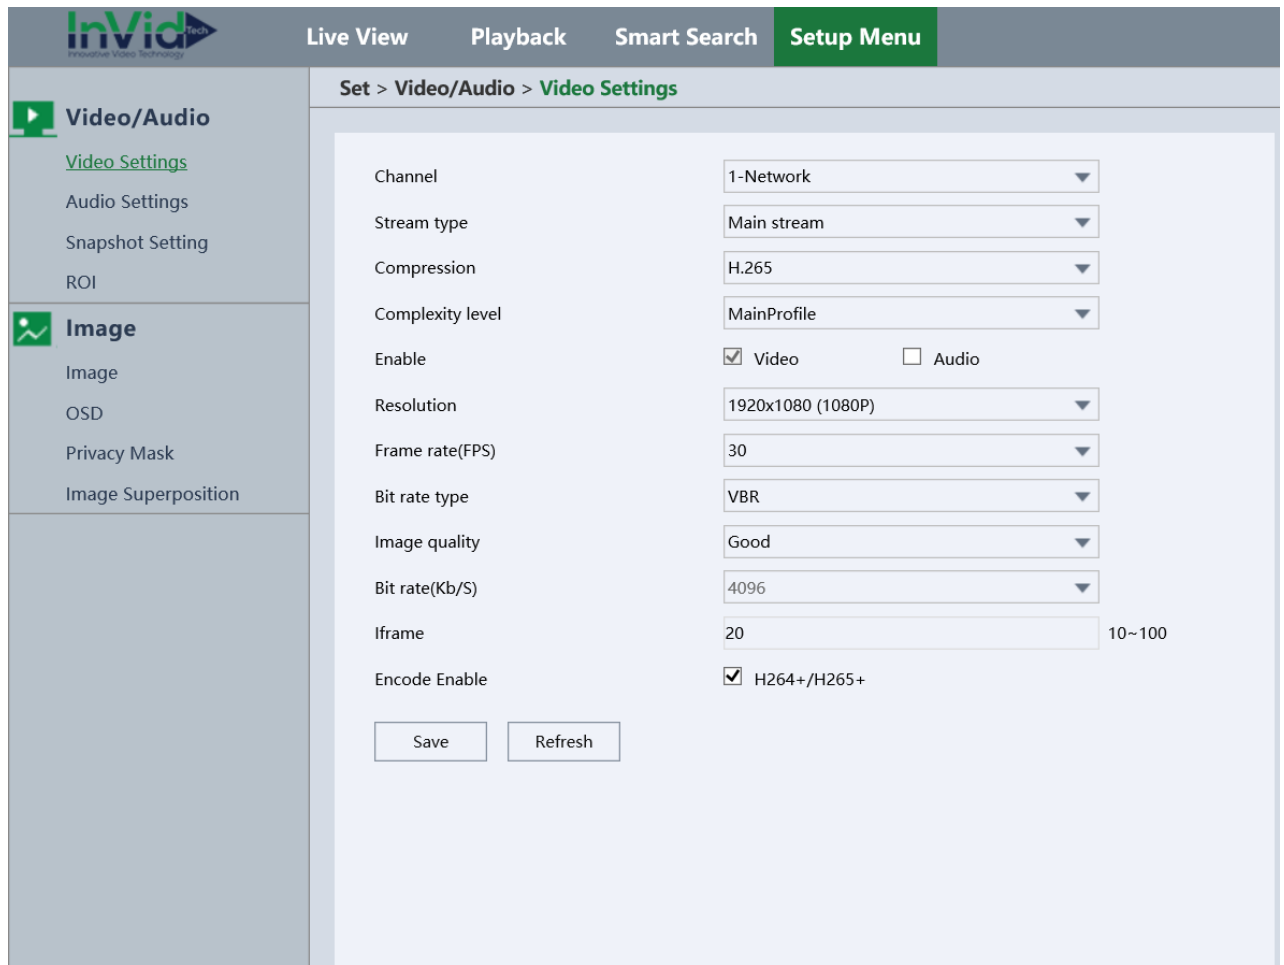 InVid Tech
Innovative Video Technology
Live View Playback Smart Search Setup Menu
Set > Video/Audio > Video Settings
Video/Audio
Video Settings
Audio Settings
Snapshot Setting
ROI
Image
Image
OSD
Privacy Mask
Image Superposition
Channel 1-Network
Stream type Main stream
Compression H.265
Complexity level MainProfile
Enable Video Audio
Resolution 1920x1080 (1080P)
Frame rate(FPS) 30
Bit rate type VBR
Image quality Good
Bit rate(Kb/S) 4096
Iframe 20 10~100
Encode Enable H264+/H265+
Save Refresh